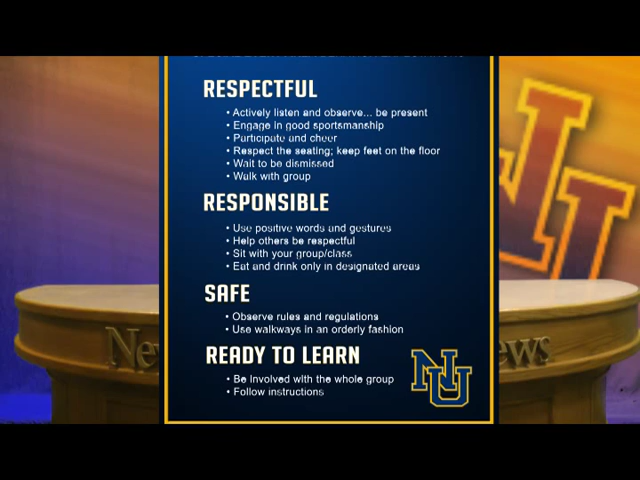 RESPECTFUL
• Actively listen and observe... be present
• Engage in good sportsmanship
• Participate and cheer
• Respect the seating; keep feet on the floor
• Wait to be dismissed
• Walk with group
RESPONSIBLE
• Use positive words and gestures
• Help others be respectful
• Sit with your group/class
• Eat and drink only in designated areas
SAFE
• Observe rules and regulations
• Use walkways in an orderly fashion
READY TO LEARN
• Be Involved with the whole group
• Follow instructions
NU
NU
Ne
ews